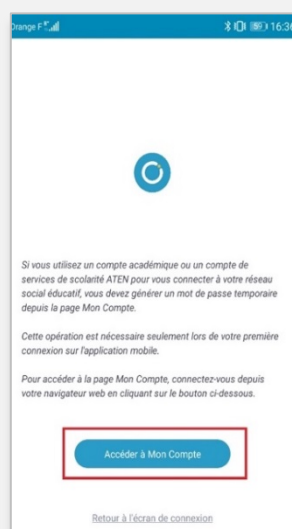 Orange F 16:36
Si vous utilisez un compte académique ou un compte de
services de scolarité ATEN pour vous connecter à votre réseau
social éducatif, vous devez générer un mot de passe temporaire
depuis la page Mon Compte.
Cette opération est nécessaire seulement lors de votre première
connexion sur l'application mobile.
Pour accéder à la page Mon Compte, connectez-vous depuis
votre navigateur web en cliquant sur le bouton ci-dessous.
Accéder à Mon Compte
Retour à l'écran de connexion